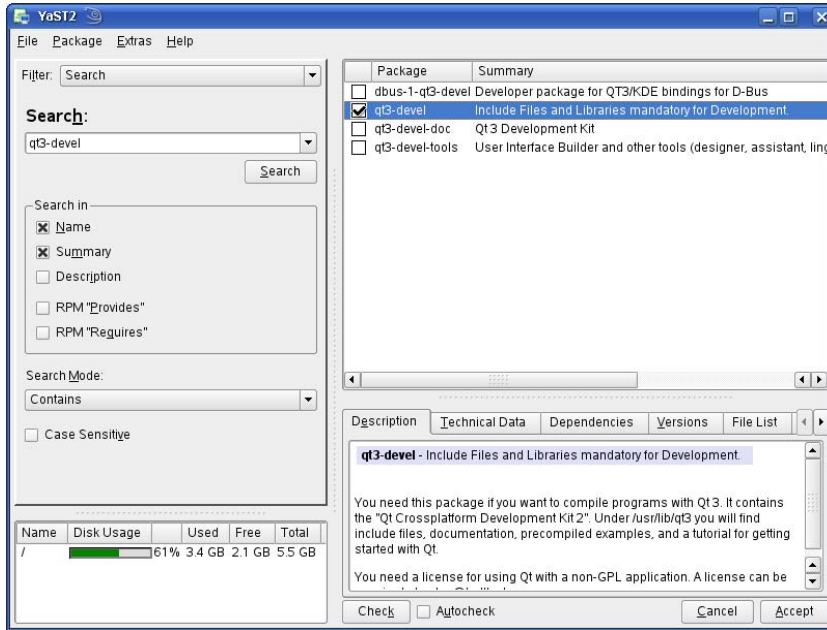 YaST2
File Package Extras Help
Filter: Search
Search:
qt3-devel
Search
Search in
Name
Summary
Description
RPM "Provides"
RPM "Requires"
Search Mode:
Contains
Case Sensitive
Name Disk Usage Used Free Total
/ 61% 3.4 GB 2.1 GB 5.5 GB
Package Summary
dbus-1-qt3-devel Developer package for QT3/KDE bindings for D-Bus
qt3-devel Include Files and Libraries mandatory for Development.
qt3-devel-doc Qt 3 Development Kit
qt3-devel-tools User Interface Builder and other tools (designer, assistant,
Description Technical Data Dependencies Versions File List
qt3-devel - Include Files and Libraries mandatory for Development.
You need this package if you want to compile programs with Qt 3. It contains
the "Qt Crossplatform Development Kit 2". Under /usr/lib/qt3 you will find
include files, documentation, precompiled examples, and a tutorial for getting
started with Qt.
You need a license for using Qt with a non-GPL application. A license can be
Check Autocheck Cancel Accept